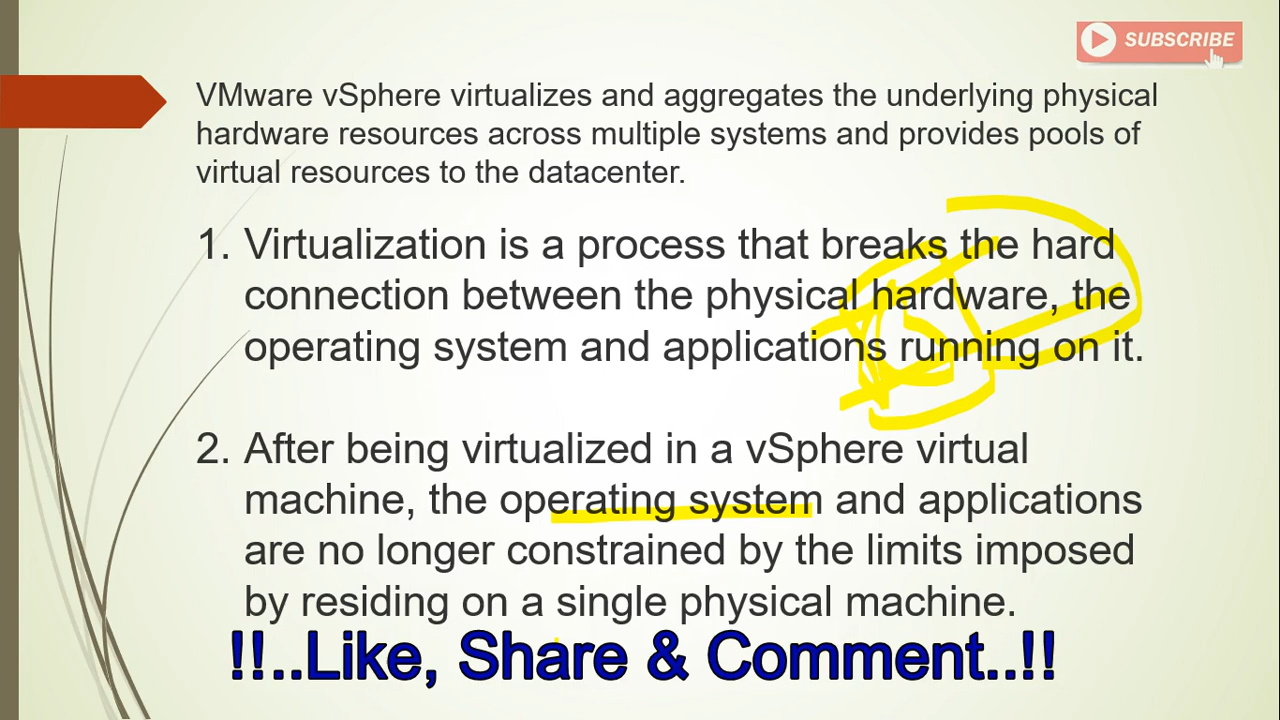 SUBSCRIBE
VMware vSphere virtualizes and aggregates the underlying physical
hardware resources across multiple systems and provides pools of
virtual resources to the datacenter.
1. Virtualization is a process that breaks the hard
connection between the physical hardware, the
operating system and applications running on it.
2. After being virtualized in a vSphere virtual
machine, the operating system and applications
are no longer constrained by the limits imposed
by residing on a single physical machine.
!!..Like, Share & Comment..!!